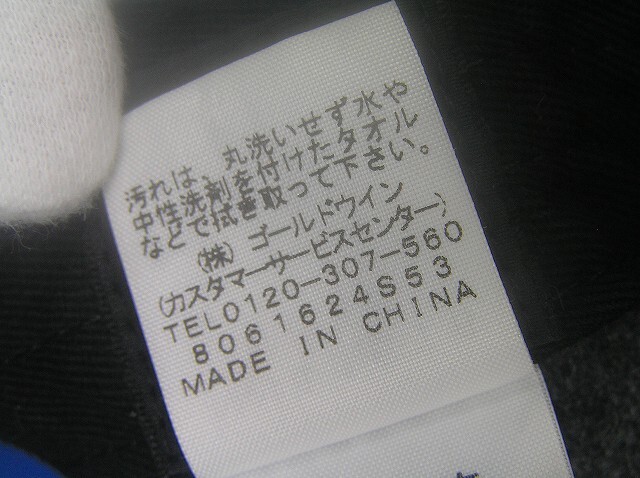 汚れは、丸洗いせず水や
中性洗剤を付けたタオル
などで拭き取って下さい。
(株) ゴールドウイン
(カスタマーサービスセンター)
TEL0120-307-560
8061624S53
MADE IN CHINA